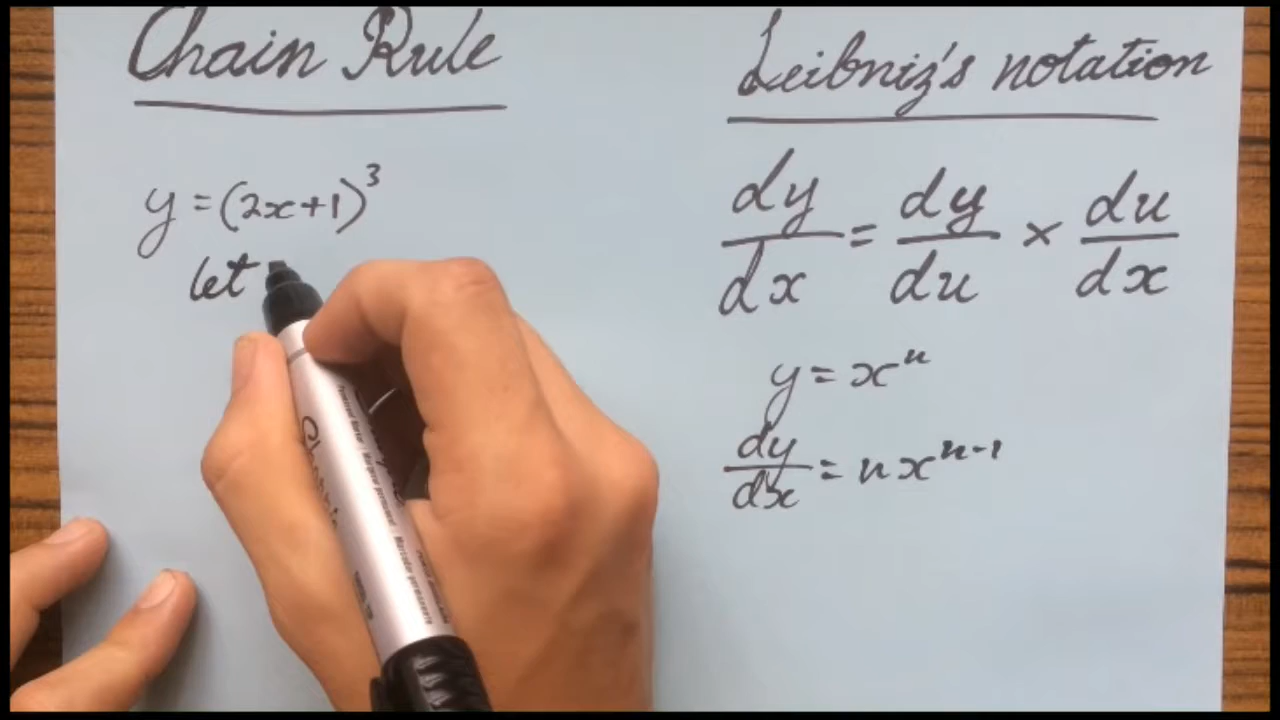 Chain Rule
y = (2x+1)³
let
Leibniz's notation
dy/dx = dy/du × du/dx
y = xⁿ
dy/dx = nxⁿ⁻¹